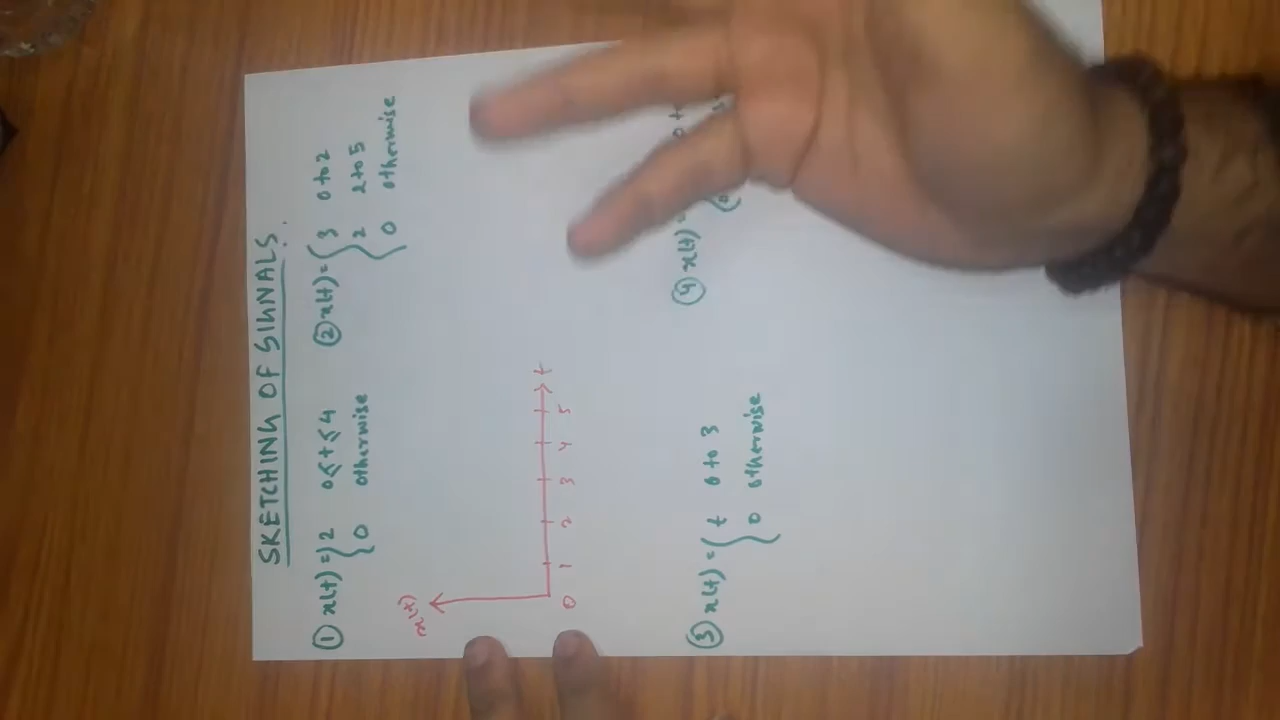 SKETCHING OF SIGNALS.
① x(t) = { 2 0 ≤ t ≤ 4
0 otherwise
② x(t) = { 3 0 to 2
2 2 to 5
0 otherwise
x(t)
0 1 2 3 4 5 t
③ x(t) = { t 0 to 3
0 otherwise
④ x(t) =